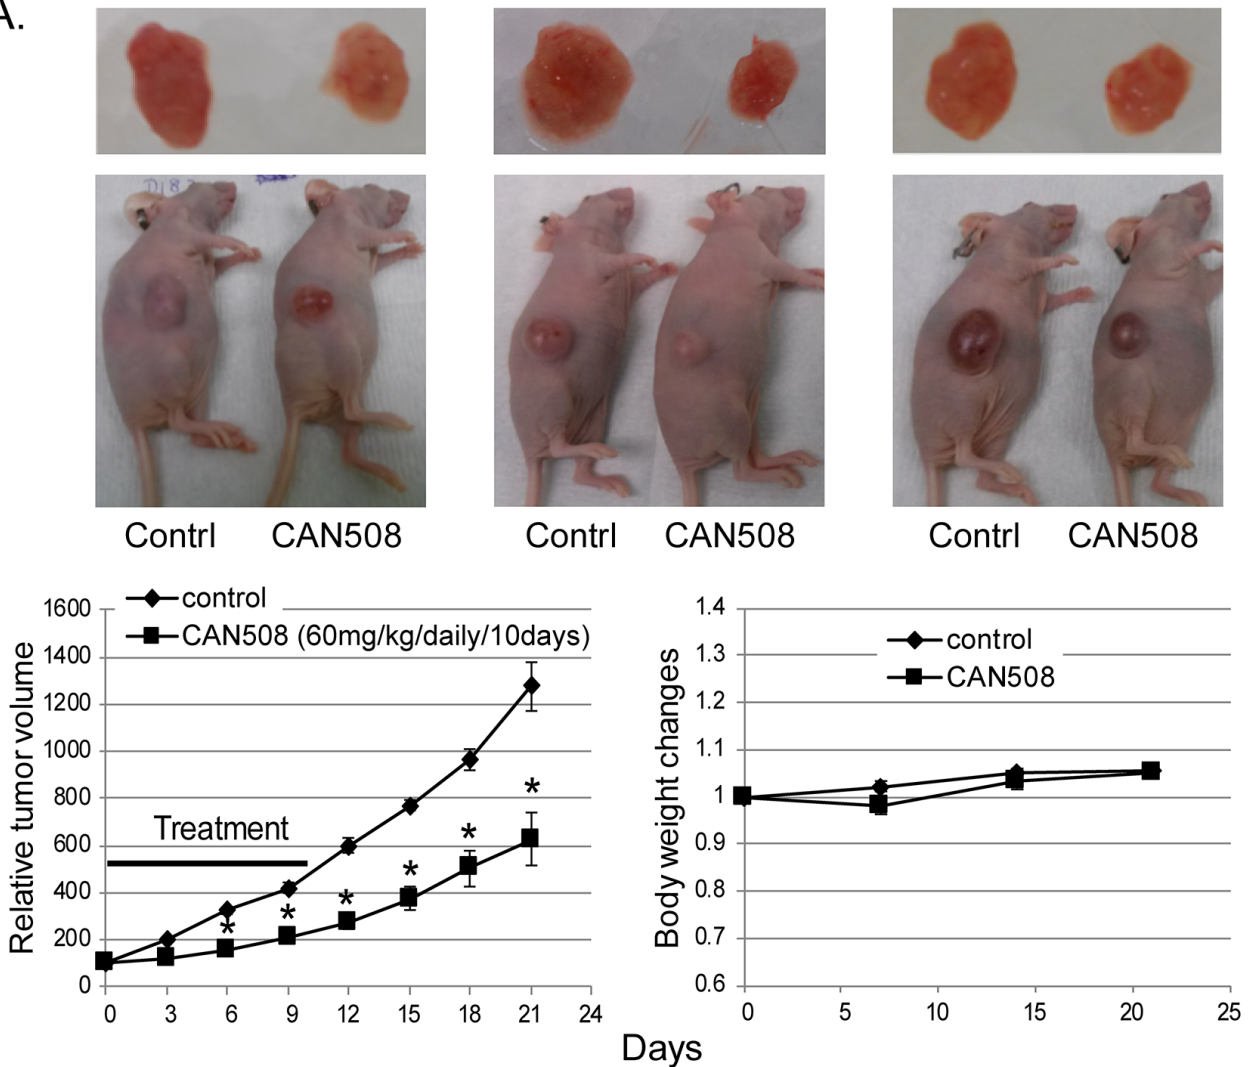 A.
Contrl CAN508 Contrl CAN508 Contrl CAN508
control
CAN508 (60mg/kg/daily/10days)
Relative tumor volume
1600
1400
1200
1000
800
600
400
200
0
Treatment
*
*
*
*
*
*
0 3 6 9 12 15 18 21 24
control
CAN508
Body weight changes
1.4
1.3
1.2
1.1
1
0.9
0.8
0.7
0.6
0 5 10 15 20 25
Days